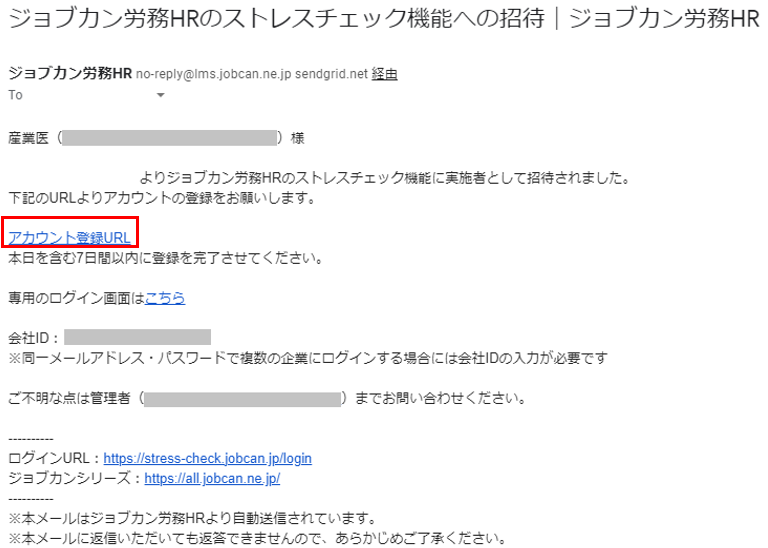 ジョブカン労務HRのストレスチェック機能への招待｜ジョブカン労務HR
ジョブカン労務HR no-reply@lms.jobcan.ne.jp sendgrid.net 経由
To
産業医（　）様
よりジョブカン労務HRのストレスチェック機能に実施者として招待されました。
下記のURLよりアカウントの登録をお願いします。
アカウント登録URL
本日を含む7日間以内に登録を完了させてください。
専用のログイン画面はこちら
会社ID：
※同一メールアドレス・パスワードで複数の企業にログインする場合には会社IDの入力が必要です
ご不明な点は管理者（　）までお問い合わせください。
----------
ログインURL：https://stress-check.jobcan.jp/login
ジョブカンシリーズ：https://all.jobcan.ne.jp/
----------
※本メールはジョブカン労務HRより自動送信されています。
※本メールに返信いただいても返答できませんので、あらかじめご了承ください。